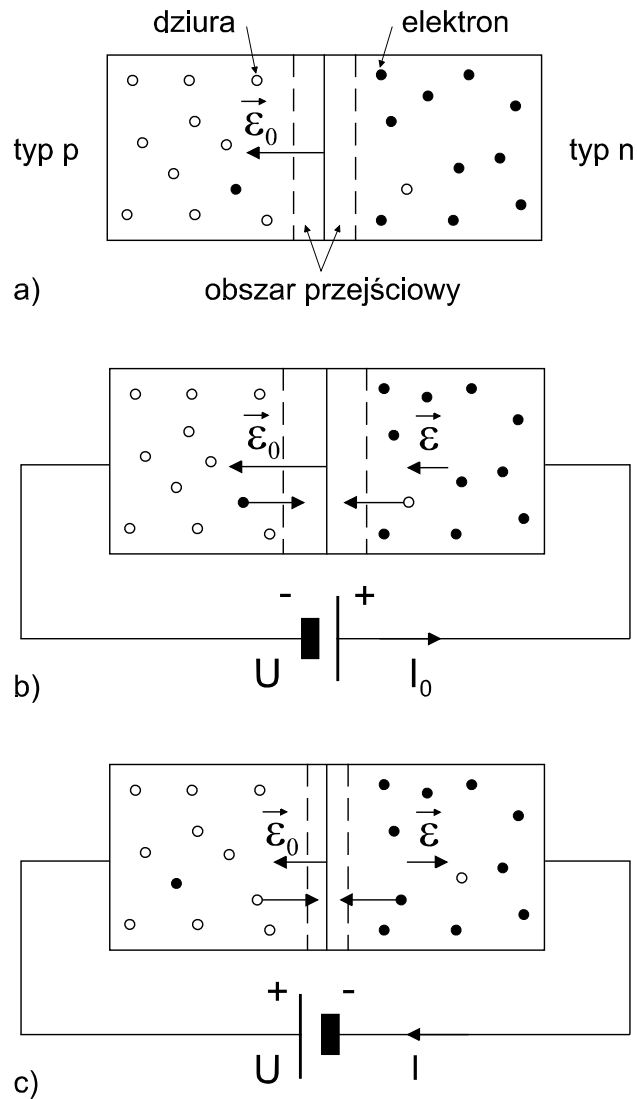 dziura elektron
ε₀
typ p typ n
obszar przejściowy
a)
ε₀ ε
- +
U I₀
b)
ε₀ ε
+ -
U I
c)